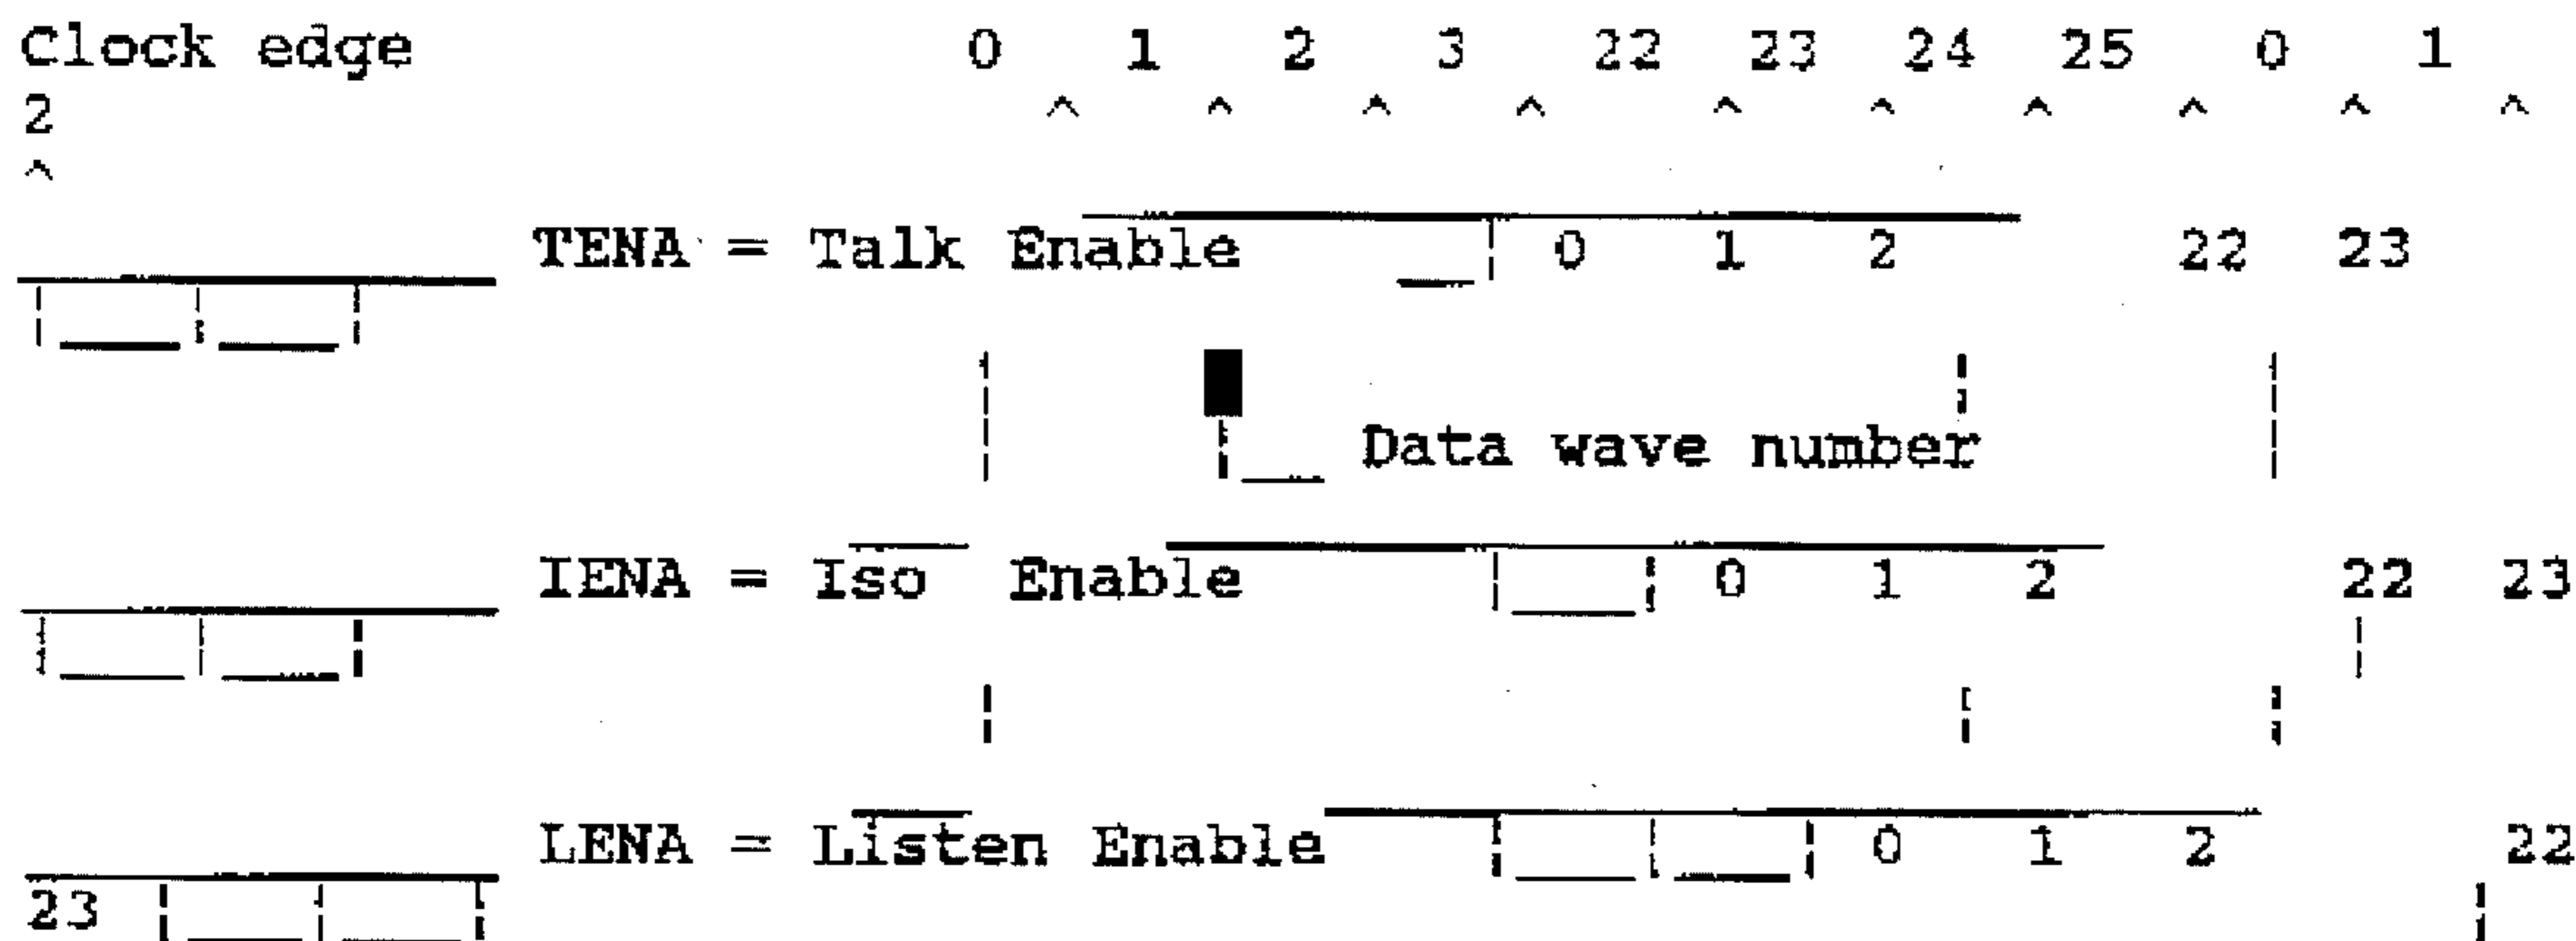 Clock edge 0 1 2 3 22 23 24 25 0 1
^ ^ ^ ^ ^ ^ ^ ^ ^ ^
2
^
TENA = Talk Enable 0 1 2 22 23
Data wave number
IENA = Iso Enable 0 1 2 22 23
LENA = Listen Enable 0 1 2 22
23